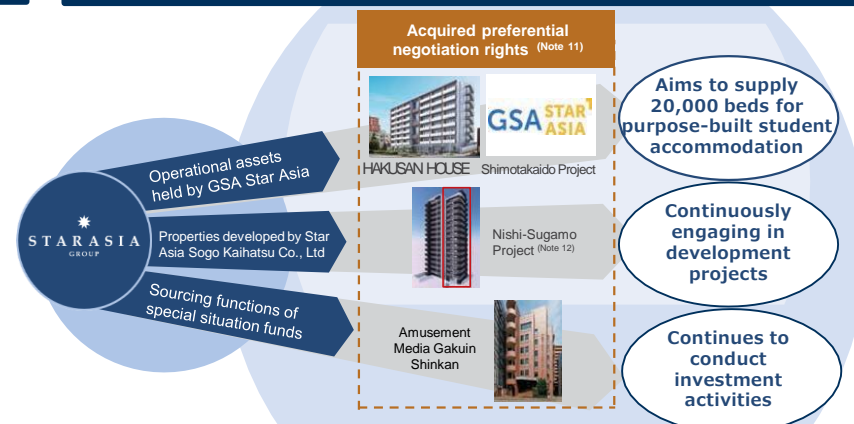 Acquired preferential
negotiation rights (Note 11)
GSA STAR
ASIA
HAKUSAN HOUSE
Shimotakaido Project
Operational assets
held by GSA Star Asia
Aims to supply
20,000 beds for
purpose-built student
accommodation
STARASIA
GROUP
Properties developed by Star
Asia Sogo Kaihatsu Co., Ltd
Nishi-Sugamo
Project (Note 12)
Continuously
engaging in
development
projects
Sourcing functions of
special situation funds
Amusement
Media Gakuin
Shinkan
Continues to
conduct
investment
activities